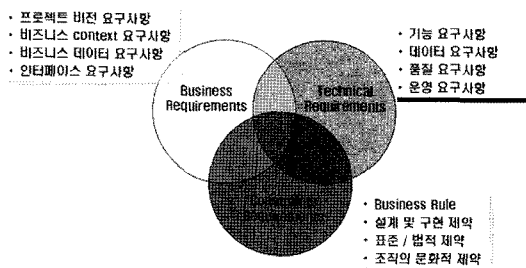 • 프로젝트 비전 요구사항
• 비즈니스 context 요구사항
• 비즈니스 데이터 요구사항
• 인터페이스 요구사항
• 기능 요구사항
• 데이터 요구사항
• 품질 요구사항
• 운영 요구사항
Business
Requirements
Technical
Requirements
• Business Rule
• 설계 및 구현 제약
• 표준 / 법적 제약
• 조직의 문화적 제약